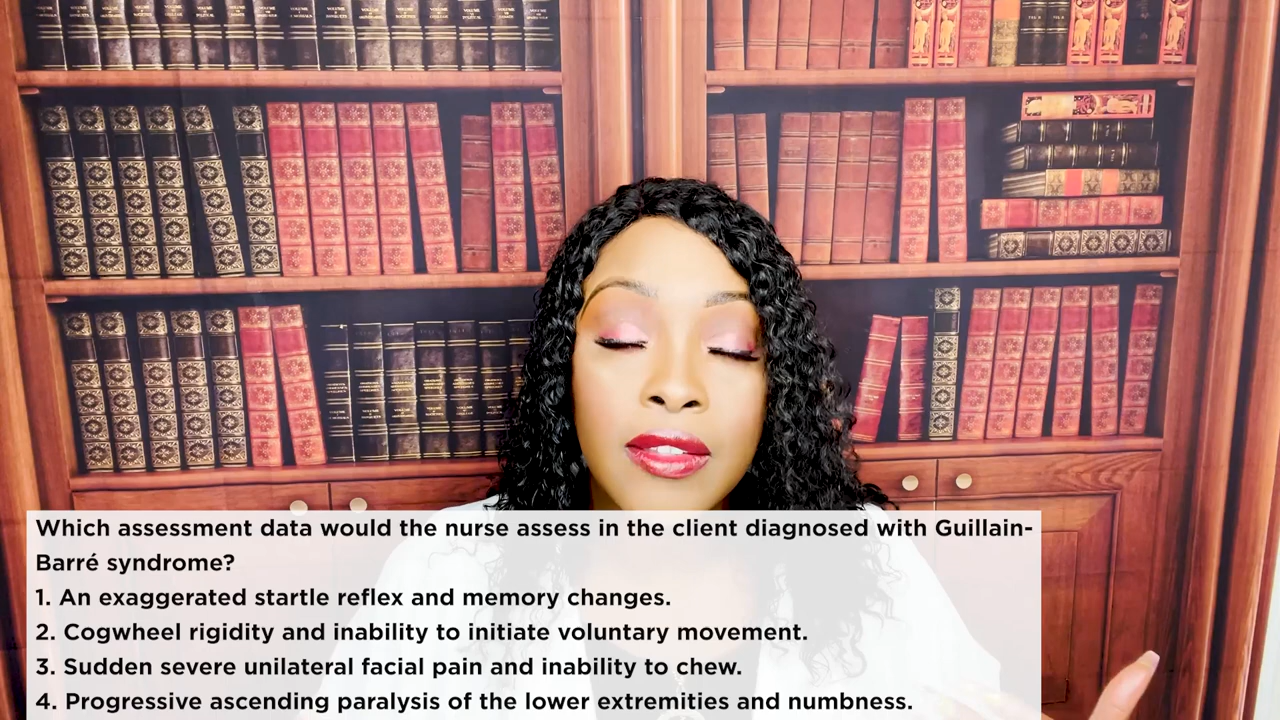 Which assessment data would the nurse assess in the client diagnosed with Guillain-
Barré syndrome?
1. An exaggerated startle reflex and memory changes.
2. Cogwheel rigidity and inability to initiate voluntary movement.
3. Sudden severe unilateral facial pain and inability to chew.
4. Progressive ascending paralysis of the lower extremities and numbness.